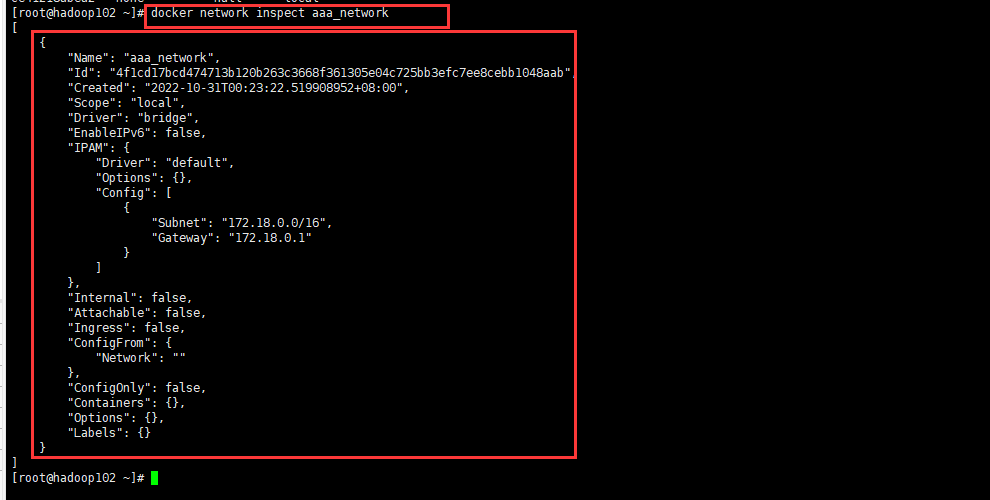 [root@hadoop102 ~]# docker network inspect aaa_network
[
    {
        "Name": "aaa_network",
        "Id": "4f1cd17bcd474713b120b263c3668f361305e04c725bb3efc7ee8cebb1048aab",
        "Created": "2022-10-31T00:23:22.519908952+08:00",
        "Scope": "local",
        "Driver": "bridge",
        "EnableIPv6": false,
        "IPAM": {
            "Driver": "default",
            "Options": {},
            "Config": [
                {
                    "Subnet": "172.18.0.0/16",
                    "Gateway": "172.18.0.1"
                }
            ]
        },
        "Internal": false,
        "Attachable": false,
        "Ingress": false,
        "ConfigFrom": {
            "Network": ""
        },
        "ConfigOnly": false,
        "Containers": {},
        "Options": {},
        "Labels": {}
    }
]
[root@hadoop102 ~]#